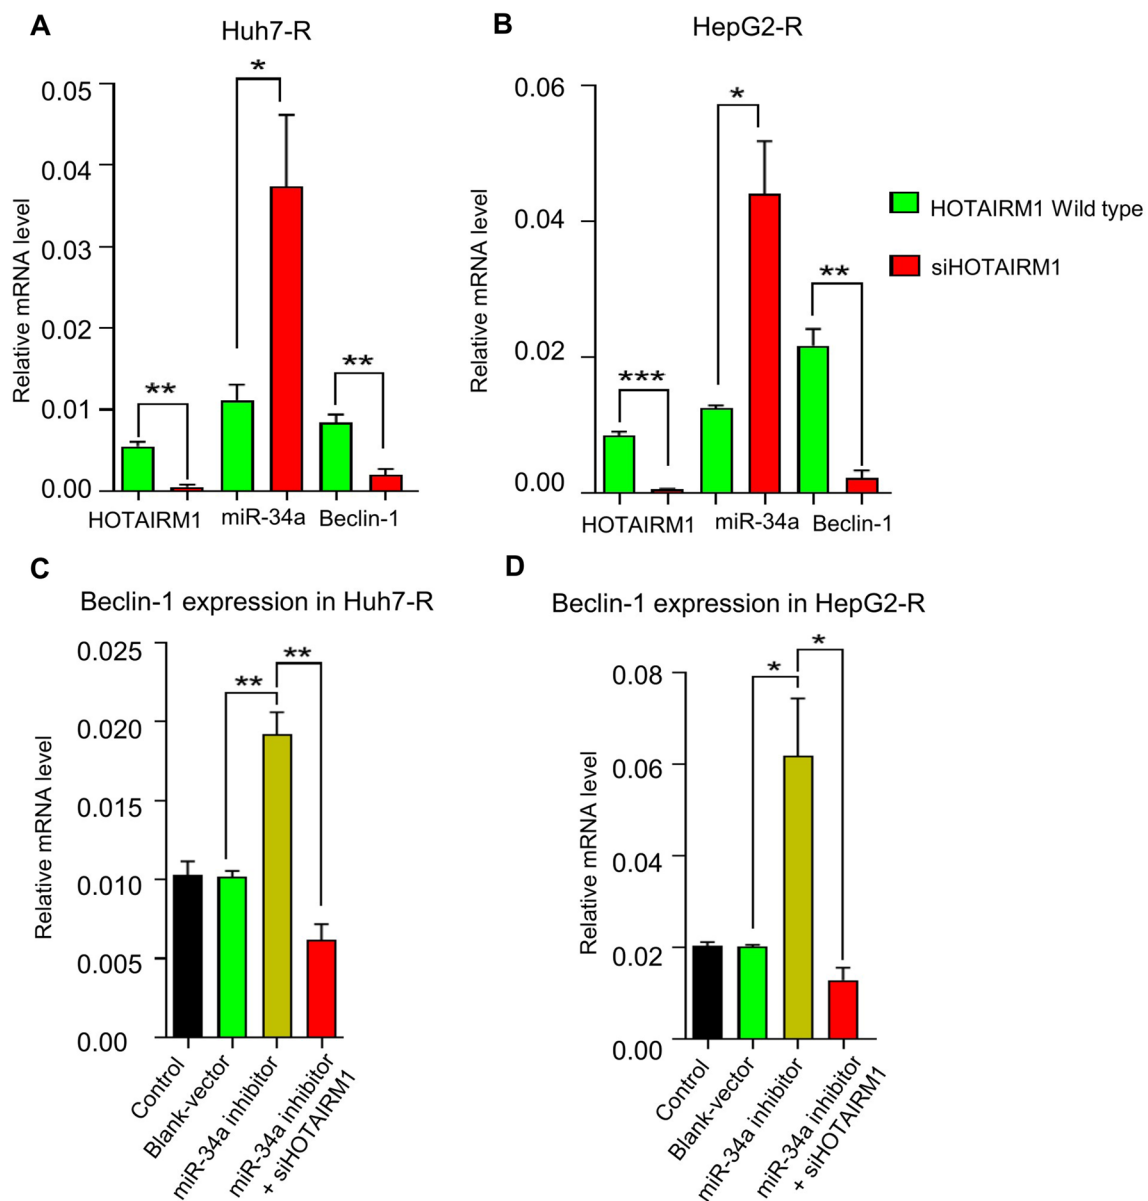 A
Huh7-R
Relative mRNA level
0.05
0.04
0.03
0.02
0.01
0.00
*
**
**
HOTAIRM1
miR-34a
Beclin-1
B
HepG2-R
Relative mRNA level
0.06
0.04
0.02
0.00
*
**
***
HOTAIRM1
miR-34a
Beclin-1
HOTAIRM1 Wild type
siHOTAIRM1
C
Beclin-1 expression in Huh7-R
Relative mRNA level
0.025
0.020
0.015
0.010
0.005
0.00
**
**
Control
Blank-vector
miR-34a inhibitor
miR-34a inhibitor
+ siHOTAIRM1
D
Beclin-1 expression in HepG2-R
Relative mRNA level
0.08
0.06
0.04
0.02
0.00
*
*
Control
Blank-vector
miR-34a inhibitor
miR-34a inhibitor
+ siHOTAIRM1